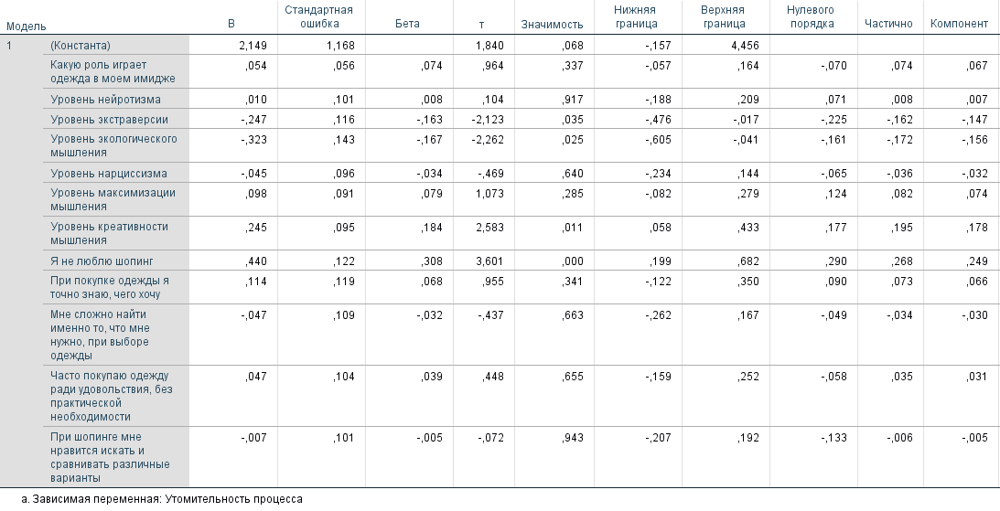 Модель B Стандартная ошибка Бета т Значимость Нижняя граница Верхняя граница Нулевого порядка Частично Компонент
1 (Константа) 2,149 1,168 1,840 ,068 -,157 4,456
Какую роль играет
одежда в моем имидже ,054 ,056 ,074 ,964 ,337 -,057 ,164 -,070 ,074 ,067
Уровень нейротизма ,010 ,101 ,008 ,104 ,917 -,188 ,209 ,071 ,008 ,007
Уровень экстраверсии -,247 ,116 -,163 -2,123 ,035 -,476 -,017 -,225 -,162 -,147
Уровень экологического
мышления -,323 ,143 -,167 -2,262 ,025 -,605 -,041 -,161 -,172 -,156
Уровень нарциссизма -,045 ,096 -,034 -,469 ,640 -,234 ,144 -,065 -,036 -,032
Уровень максимизации
мышления ,098 ,091 ,079 1,073 ,285 -,082 ,279 ,124 ,082 ,074
Уровень креативности
мышления ,245 ,095 ,184 2,583 ,011 ,058 ,433 ,177 ,195 ,178
Я не люблю шопинг ,440 ,122 ,308 3,601 ,000 ,199 ,682 ,290 ,268 ,249
При покупке одежды я
точно знаю, чего хочу ,114 ,119 ,068 ,955 ,341 -,122 ,350 ,090 ,073 ,066
Мне сложно найти
именно то, что мне
нужно, при выборе
одежды -,047 ,109 -,032 -,437 ,663 -,262 ,167 -,049 -,034 -,030
Часто покупаю одежду
ради удовольствия, без
практической
необходимости ,047 ,104 ,039 ,448 ,655 -,159 ,252 -,058 ,035 ,031
При шопинге мне
нравится искать и
сравнивать различные
варианты -,007 ,101 -,005 -,072 ,943 -,207 ,192 -,133 -,006 -,005
a. Зависимая переменная: Утомительность процесса